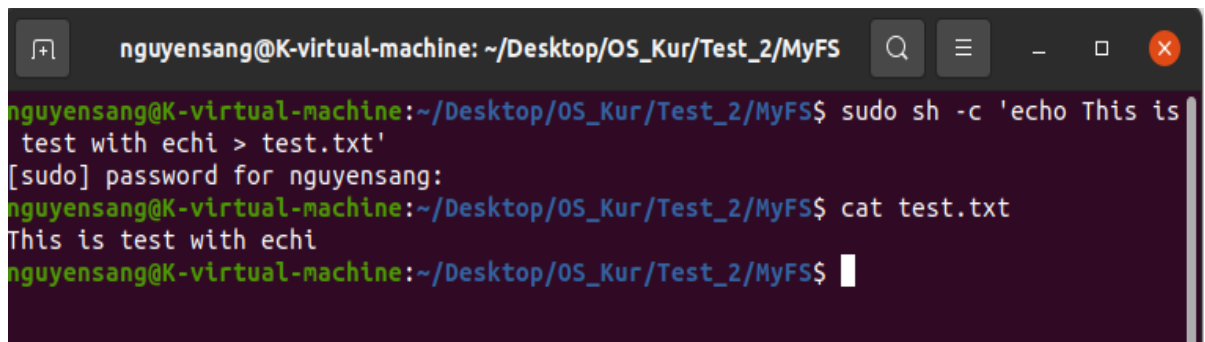 nguyensang@K-virtual-machine: ~/Desktop/OS_Kur/Test_2/MyFS
nguyensang@K-virtual-machine:~/Desktop/OS_Kur/Test_2/MyFS$ sudo sh -c 'echo This is
 test with echi > test.txt'
[sudo] password for nguyensang:
nguyensang@K-virtual-machine:~/Desktop/OS_Kur/Test_2/MyFS$ cat test.txt
This is test with echi
nguyensang@K-virtual-machine:~/Desktop/OS_Kur/Test_2/MyFS$